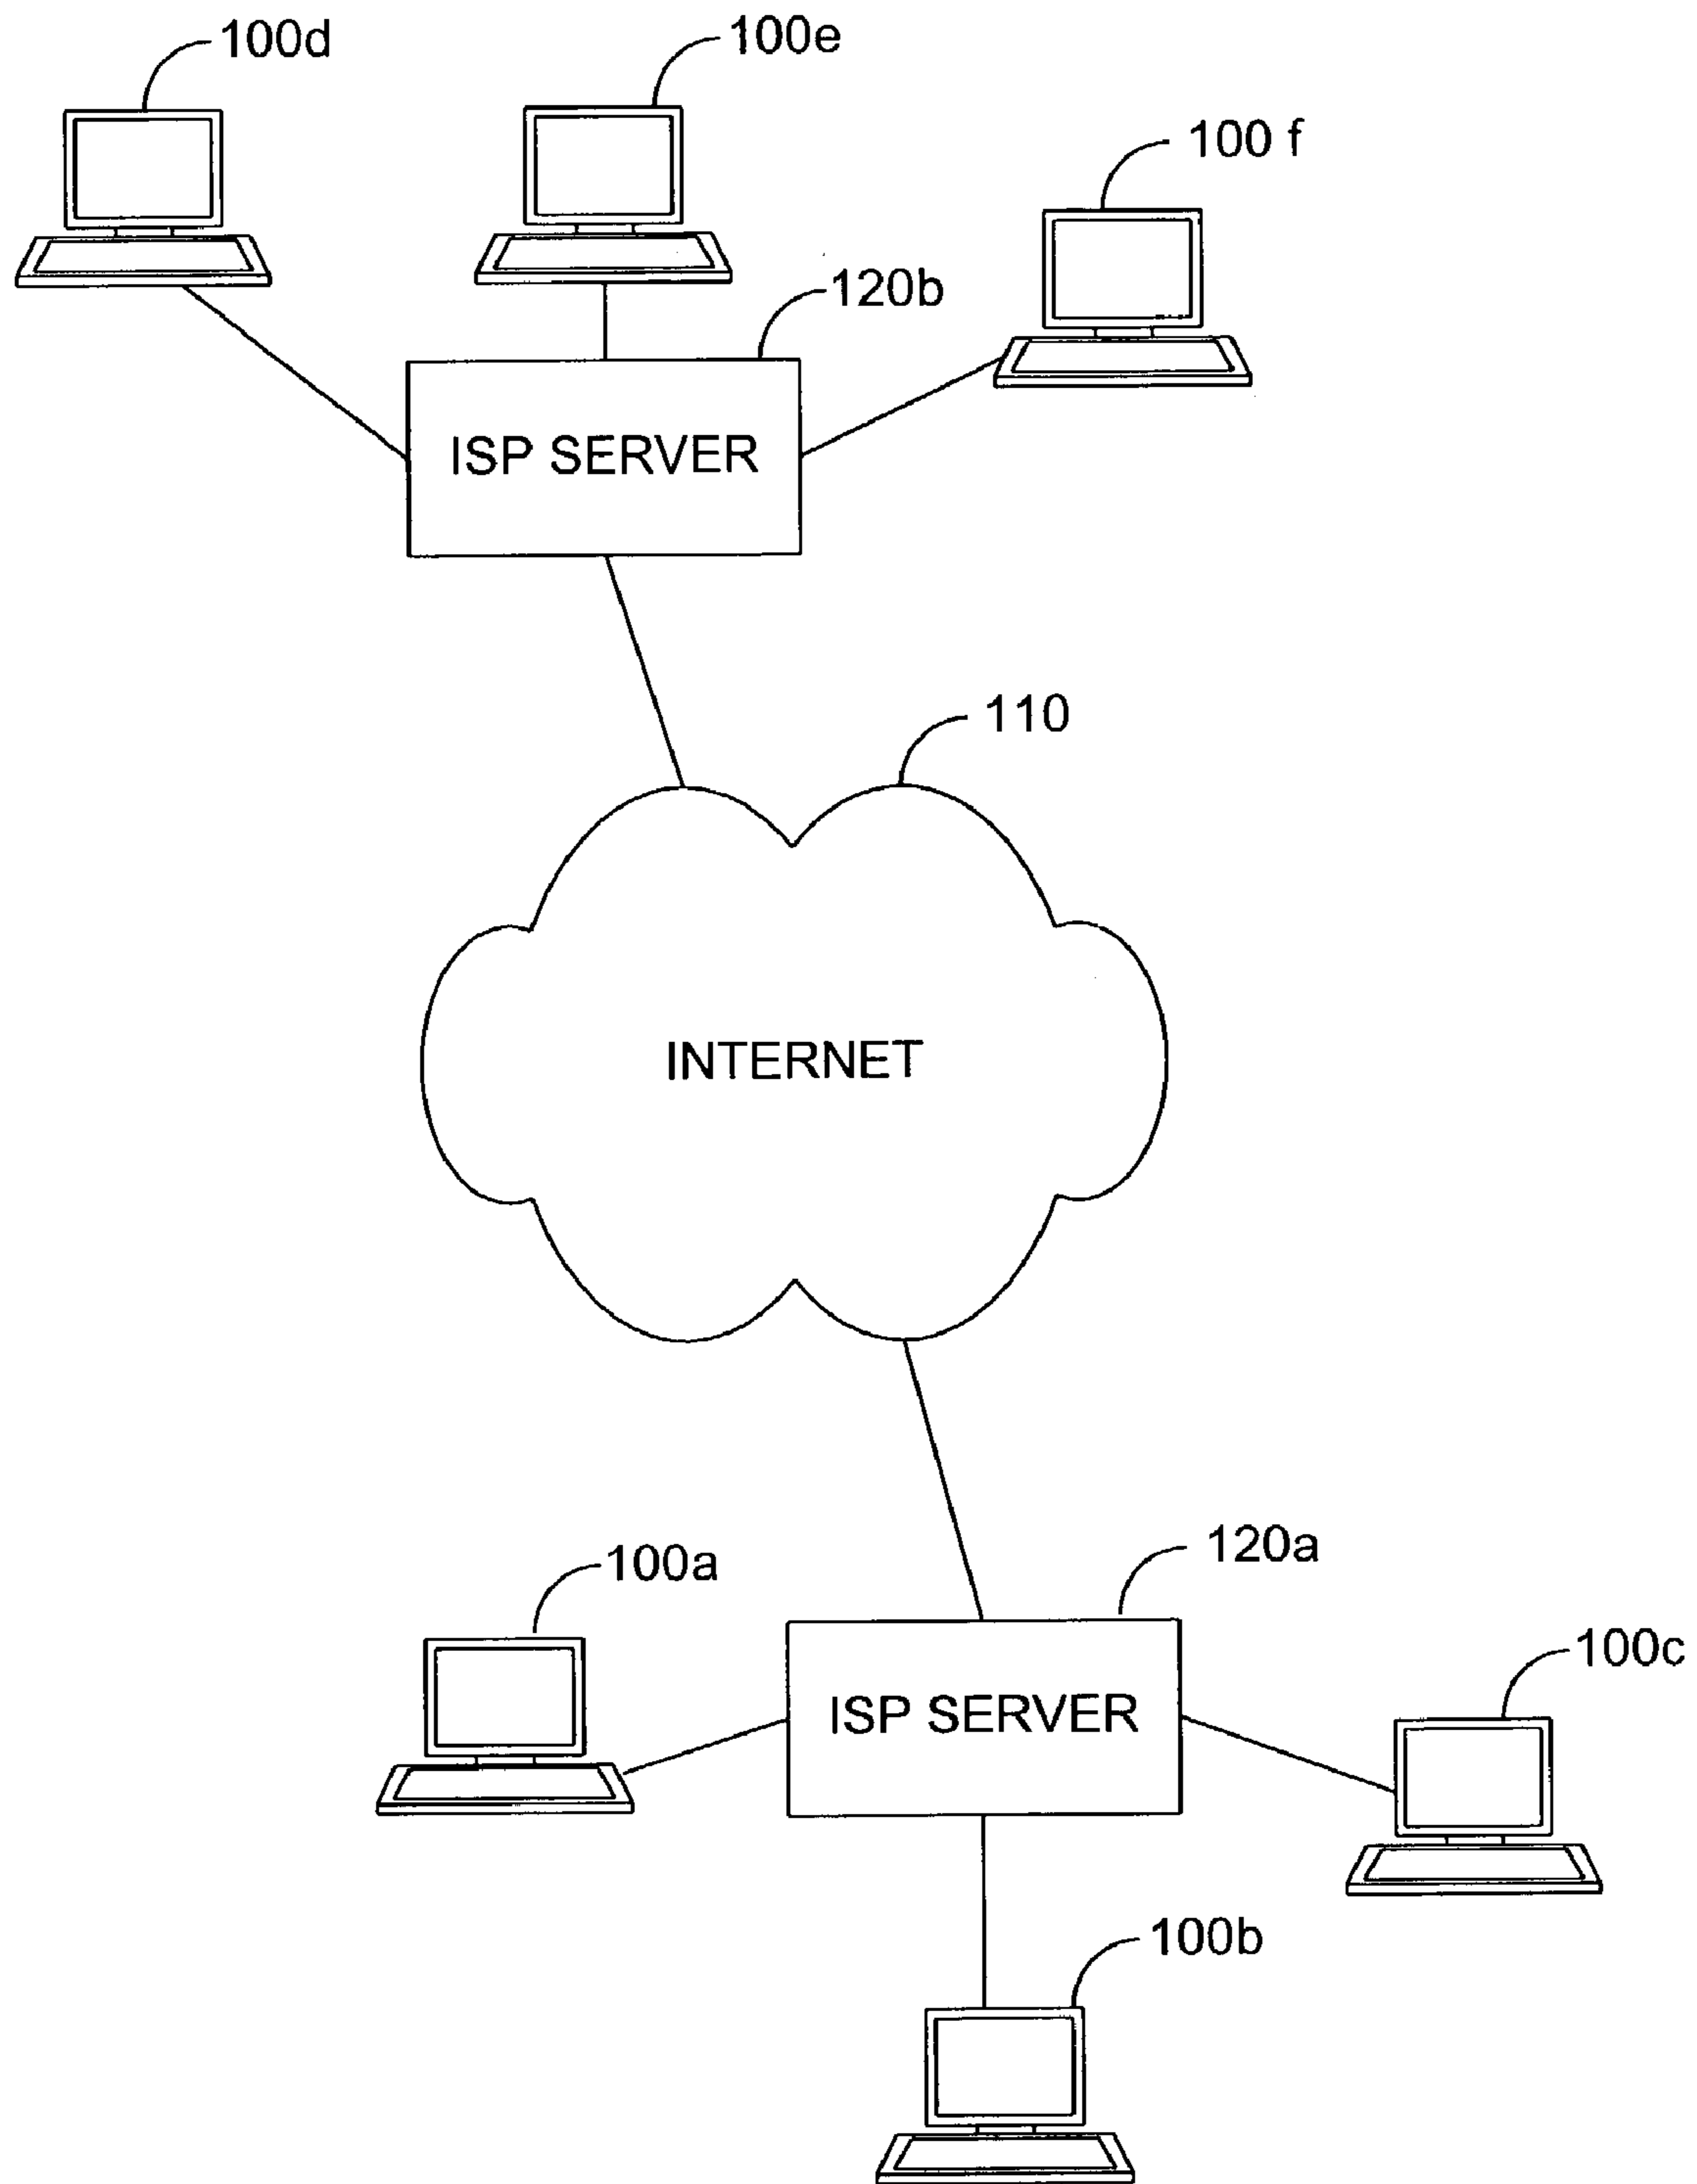 100d
100e
100 f
120b
ISP SERVER
110
INTERNET
120a
100a
100c
ISP SERVER
100b